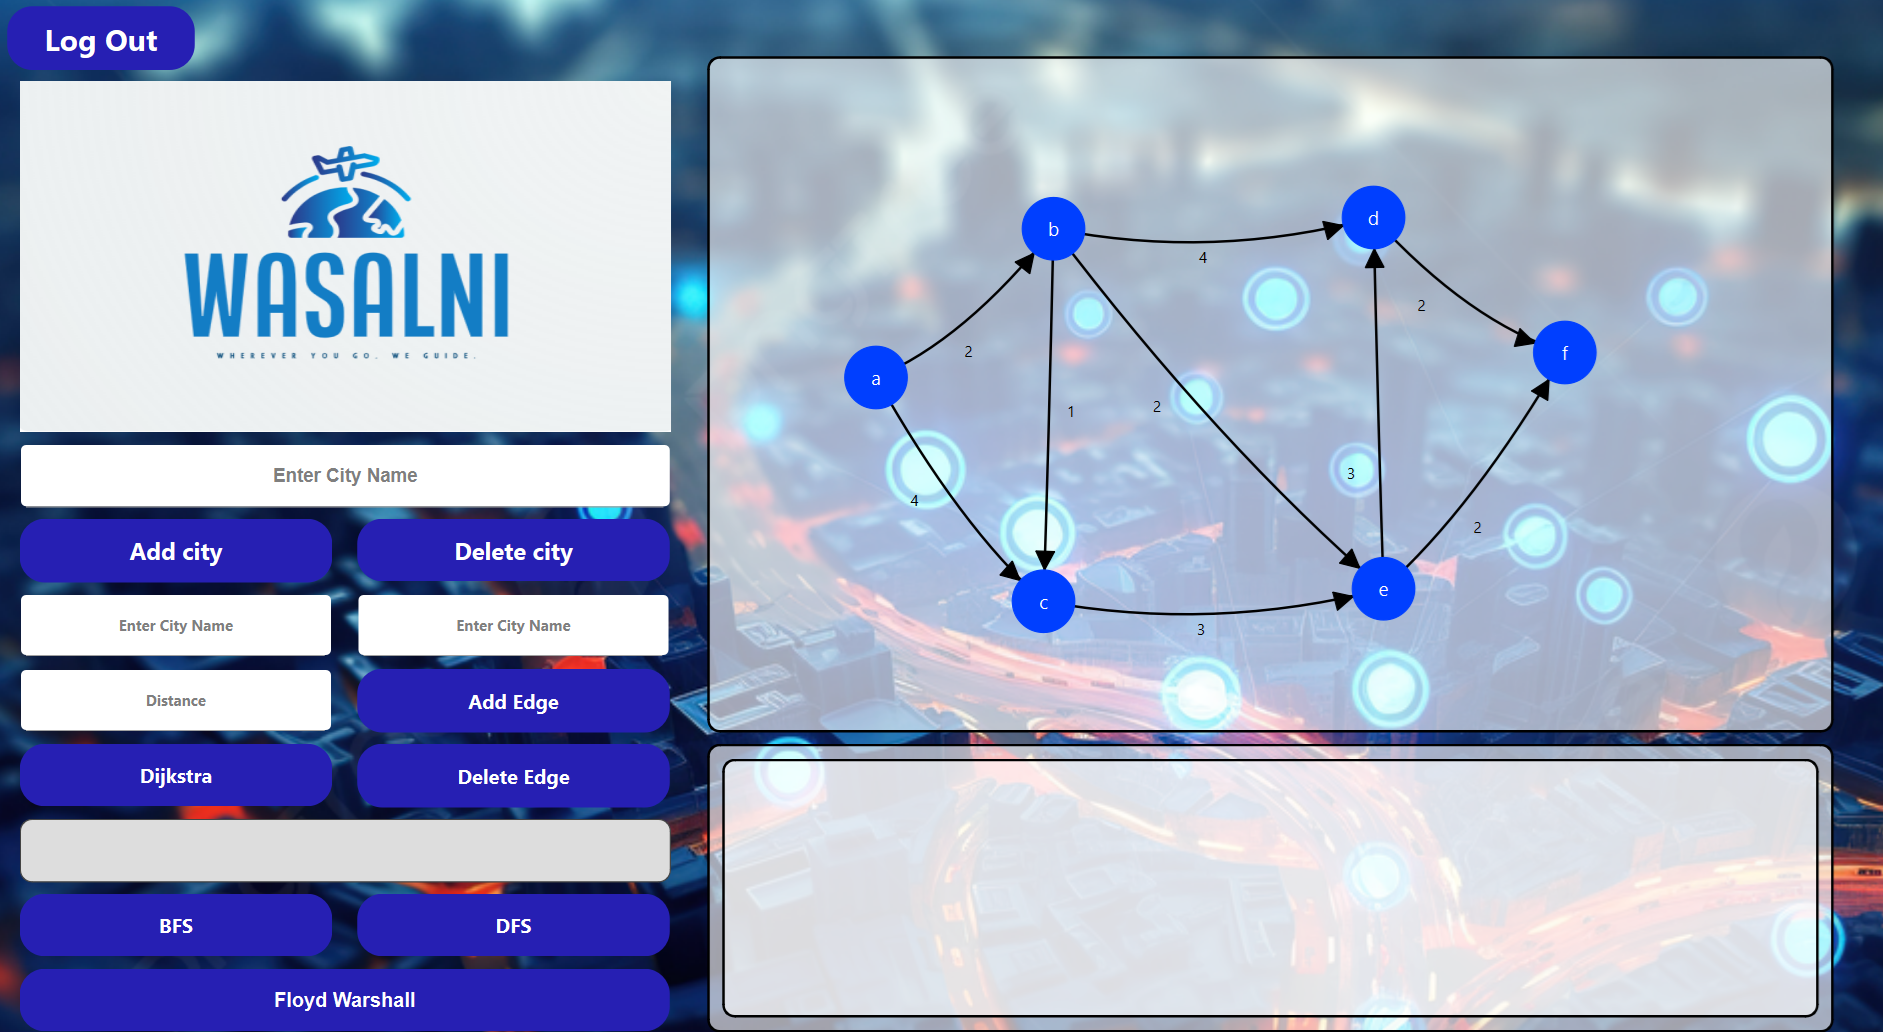 Log Out
WASALNI
WHEREVER YOU GO. WE GUIDE.
Enter City Name
Add city
Delete city
Enter City Name
Enter City Name
Distance
Add Edge
Dijkstra
Delete Edge
BFS
DFS
Floyd Warshall
b
d
4
2
2
f
a
1
2
3
4
2
e
c
3